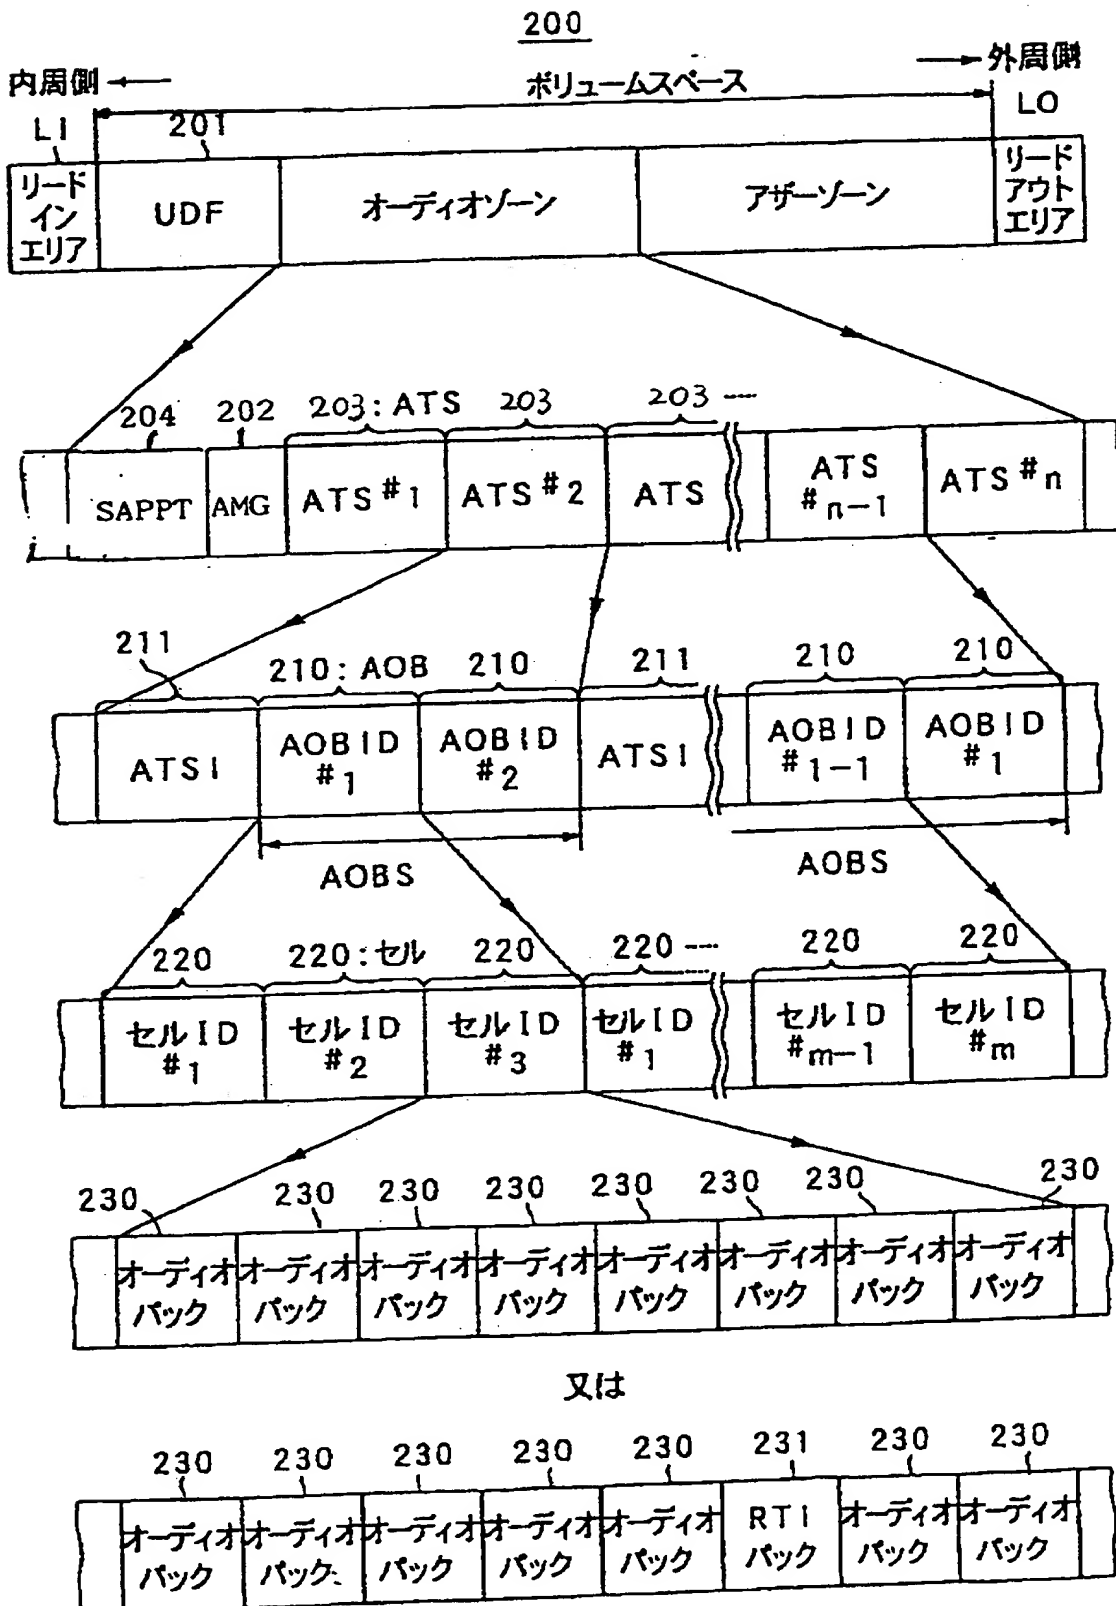 200
内周側 外周側
ボリュームスペース
LI 201 LO
リード
イン
エリア
UDF
オーディオゾーン
アザーゾーン
リード
アウト
エリア
204 202 203:ATS 203 203 ----
SAPPT
AMG
ATS #1
ATS #2
ATS
ATS
#n-1
ATS #n
211 210:AOB 210 211 210 210
ATSI
AOBID
#1
AOBID
#2
ATSI
AOBID
#1-1
AOBID
#1
AOBS AOBS
220 220:セル 220 220 ---- 220 220
セルID
#1
セルID
#2
セルID
#3
セルID
#1
セルID
#m-1
セルID
#m
230 230 230 230 230 230 230 230
オーディオ
パック
オーディオ
パック
オーディオ
パック
オーディオ
パック
オーディオ
パック
オーディオ
パック
オーディオ
パック
オーディオ
パック
又は
230 230 230 230 230 231 230 230
オーディオ
パック
オーディオ
パック
オーディオ
パック
オーディオ
パック
オーディオ
パック
RTI
パック
オーディオ
パック
オーディオ
パック